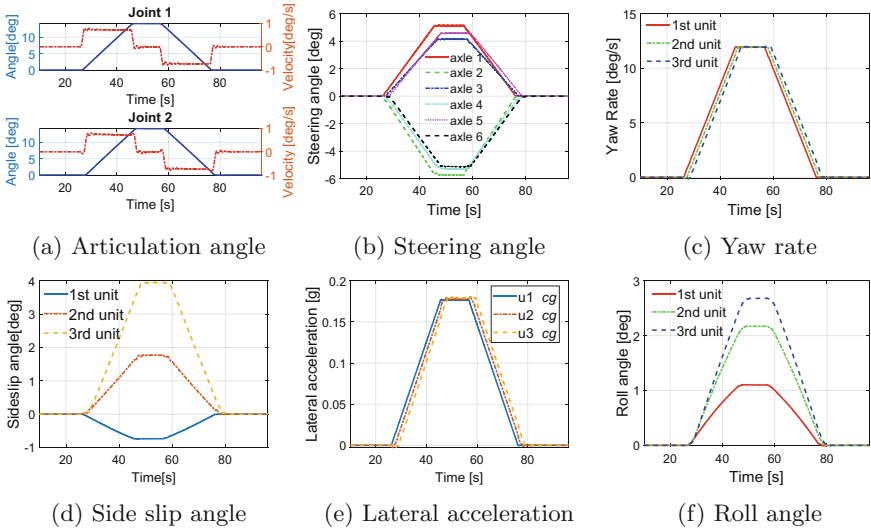 Joint 1
Angle[deg]
10
5
0
1
0
-1
Velocity[deg/s]
20 40 60 80
Time [s]
Joint 2
Angle [deg]
10
5
0
1
0
-1
Velocity [deg/s]
20 40 60 80
Time [s]
(a) Articulation angle
Steering angle [deg]
6
4
2
0
-2
-4
-6
axle 1
axle 2
axle 3
axle 4
axle 5
axle 6
20 40 60 80
Time [s]
(b) Steering angle
Yaw Rate [deg/s]
15
10
5
0
1st unit
2nd unit
3rd unit
20 40 60 80
Time [s]
(c) Yaw rate
Sideslip angle[deg]
4
3
2
1
0
-1
1st unit
2nd unit
3rd unit
20 40 60 80
Time[s]
(d) Side slip angle
Lateral acceleration [g]
0.2
0.15
0.1
0.05
0
u1 cg
u2 cg
u3 cg
20 40 60 80
Time [s]
(e) Lateral acceleration
Roll angle [deg]
3
2
1
0
1st unit
2nd unit
3rd unit
20 40 60 80
Time [s]
(f) Roll angle